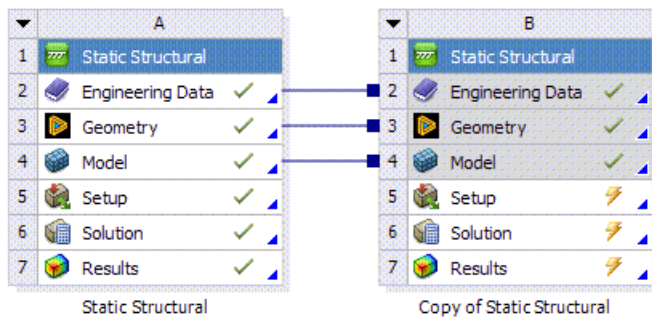 A
1 Static Structural
2 Engineering Data
3 Geometry
4 Model
5 Setup
6 Solution
7 Results
Static Structural
B
1 Static Structural
2 Engineering Data
3 Geometry
4 Model
5 Setup
6 Solution
7 Results
Copy of Static Structural